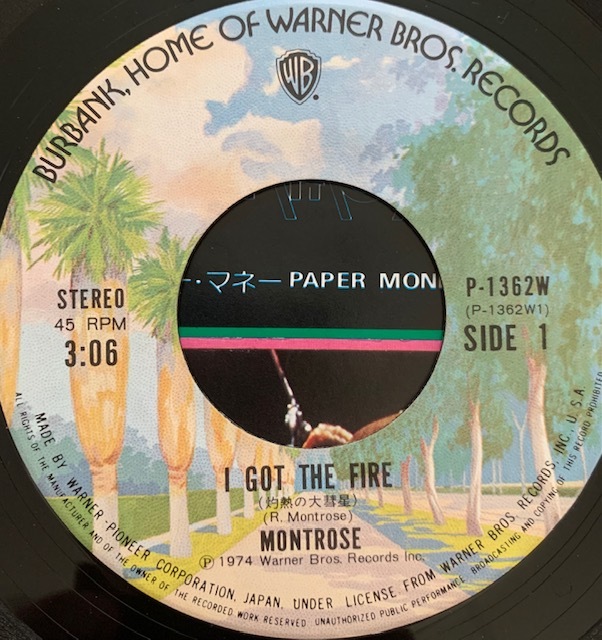 BURBANK, HOME OF WARNER BROS. RECORDS
WB
・マネー PAPER MON
STEREO
45 RPM
3:06
P-1362W
(P-1362W1)
SIDE 1
I GOT THE FIRE
(灼熱の大彗星)
(R. Montrose)
MONTROSE
Ⓟ 1974 Warner Bros. Records Inc.
MADE BY WARNER-PIONEER CORPORATION, JAPAN, UNDER LICENSE FROM WARNER BROS. RECORDS, INC., U.S.A.
ALL RIGHTS OF THE MANUFACTURER AND OF THE OWNER OF THE RECORDED WORK RESERVED. UNAUTHORIZED PUBLIC PERFORMANCE, BROADCASTING AND COPYING OF THIS RECORD PROHIBITED